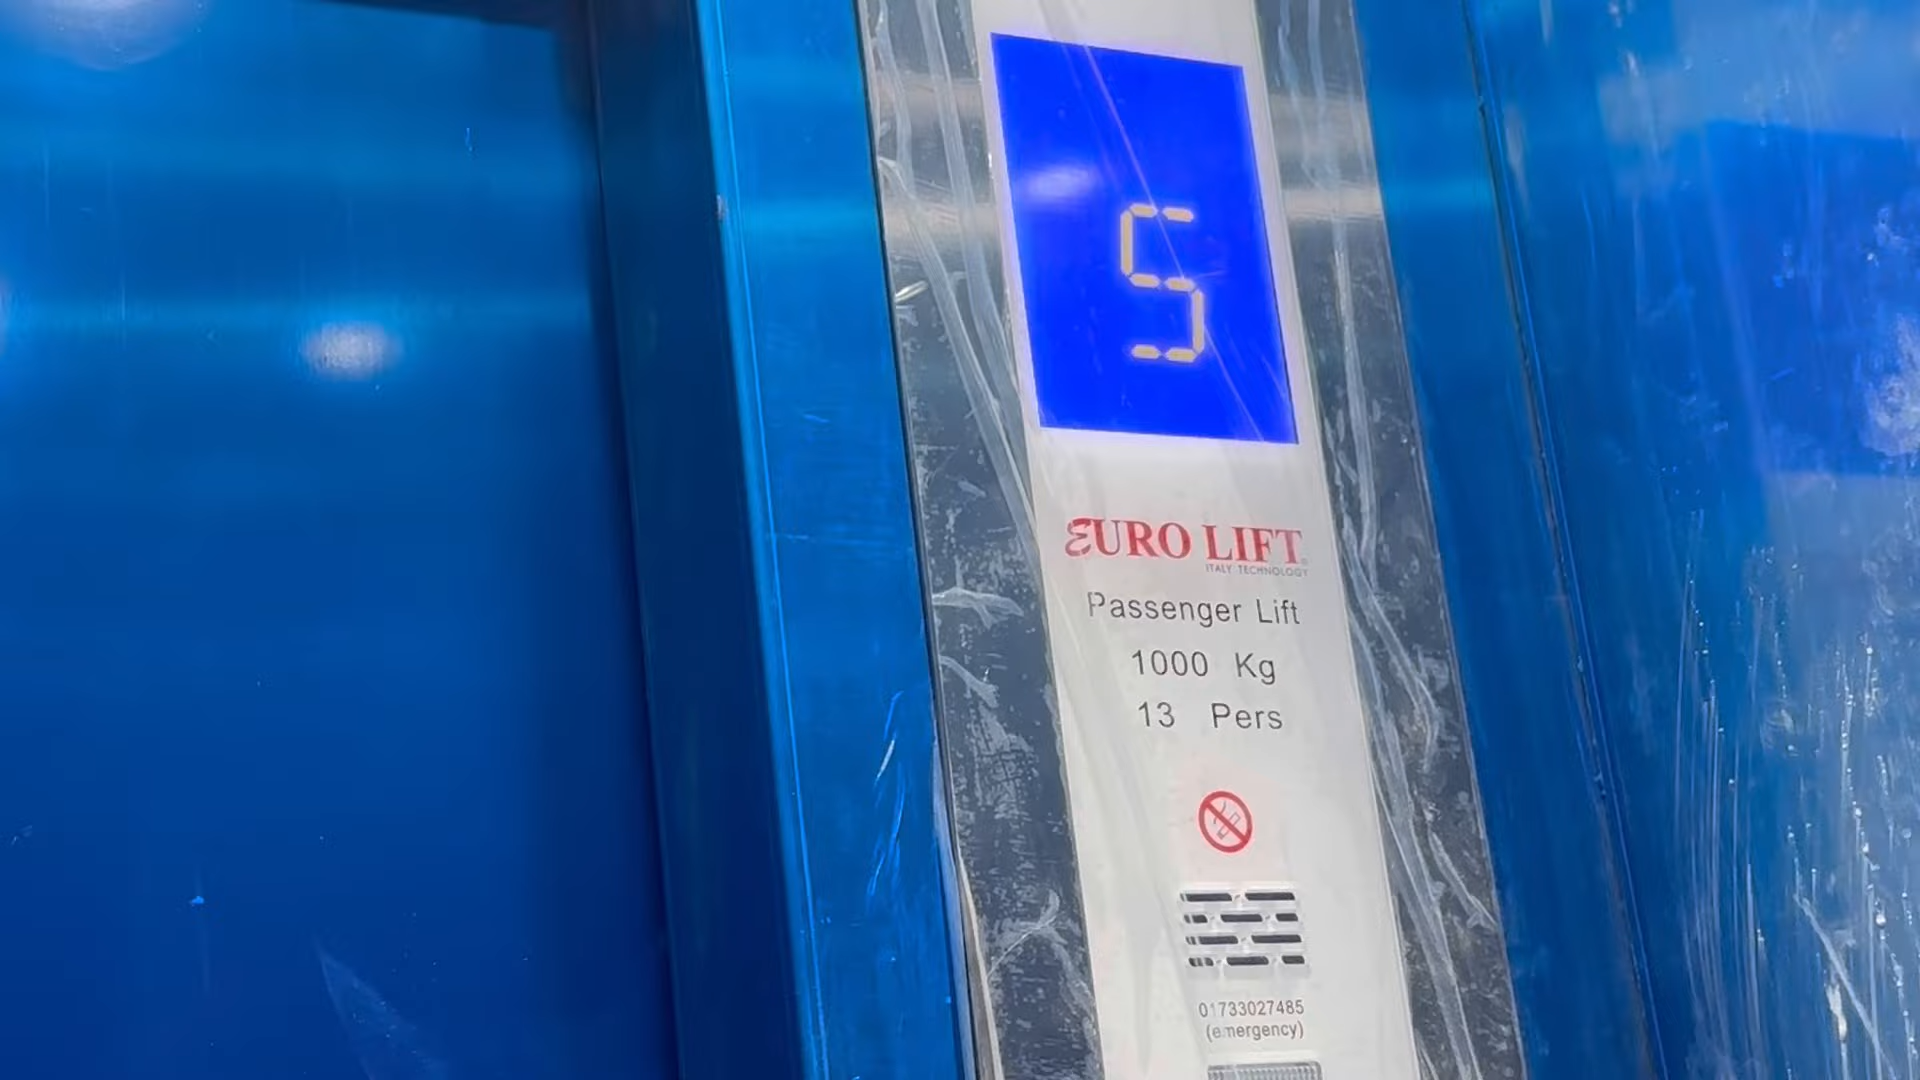 5
EURO LIFT
ITALY TECHNOLOGY
Passenger Lift
1000 Kg
13 Pers
01733027485
(emergency)